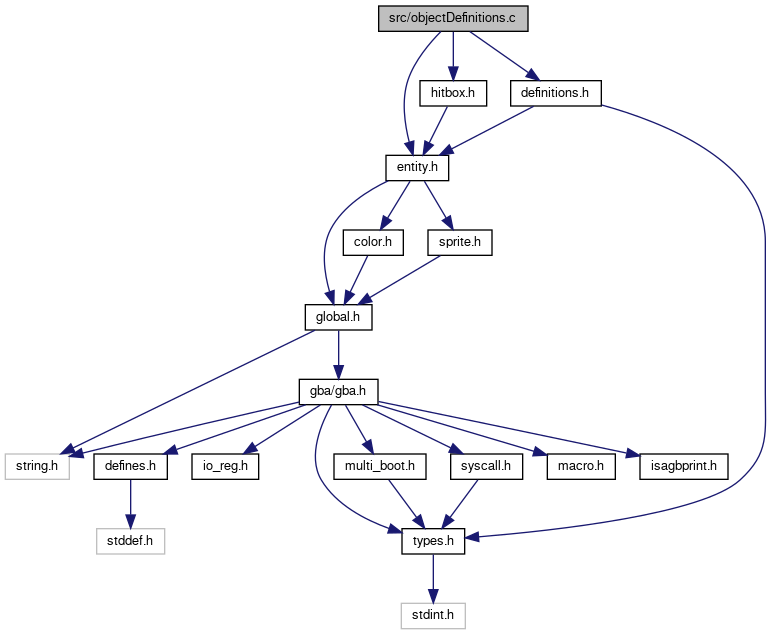 src/objectDefinitions.c
hitbox.h
definitions.h
entity.h
color.h
sprite.h
global.h
gba/gba.h
string.h
defines.h
io_reg.h
multi_boot.h
syscall.h
macro.h
isagbprint.h
stddef.h
types.h
stdint.h